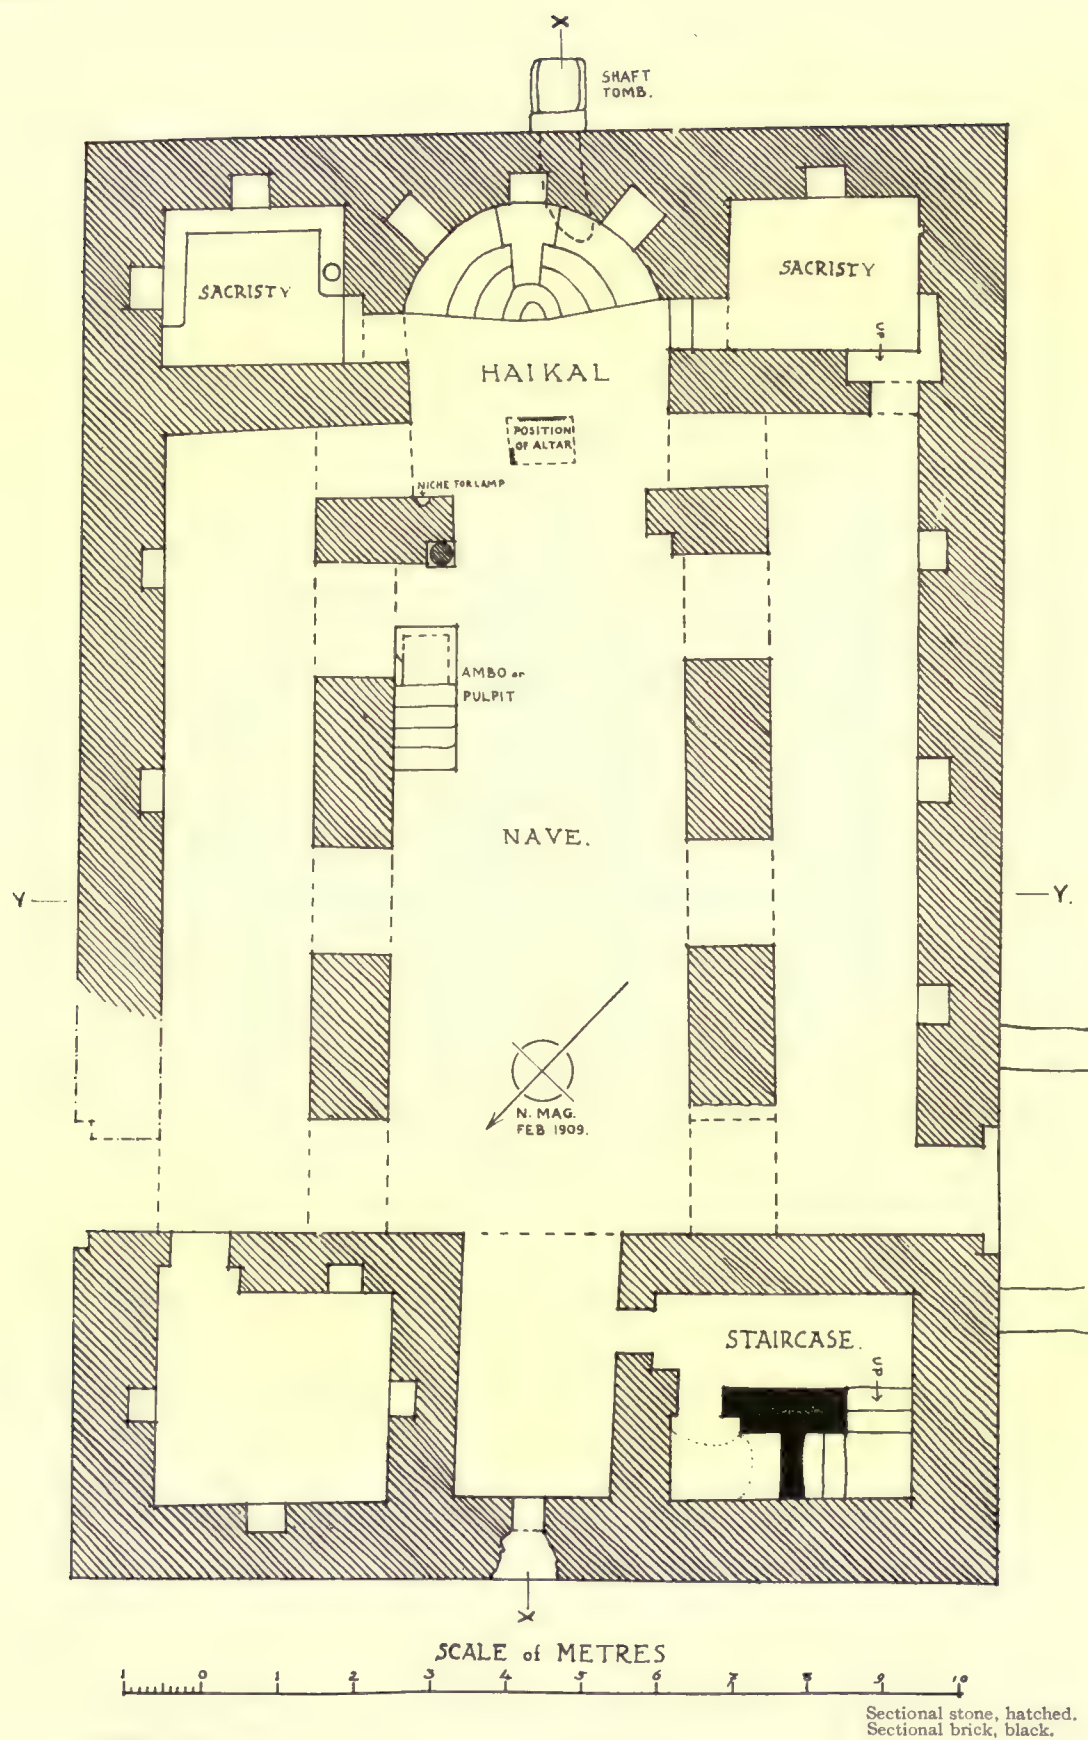 X
SHAFT
TOMB.
SACRISTY
SACRISTY
up
HAIKAL
POSITION
OF ALTAR
NICHE FOR LAMP
AMBO or
PULPIT
NAVE.
Y
Y.
N. MAG.
FEB 1909.
STAIRCASE.
up
X
SCALE of METRES
1 0 1 2 3 4 5 6 7 8 9 10
Sectional stone, hatched.
Sectional brick, black.